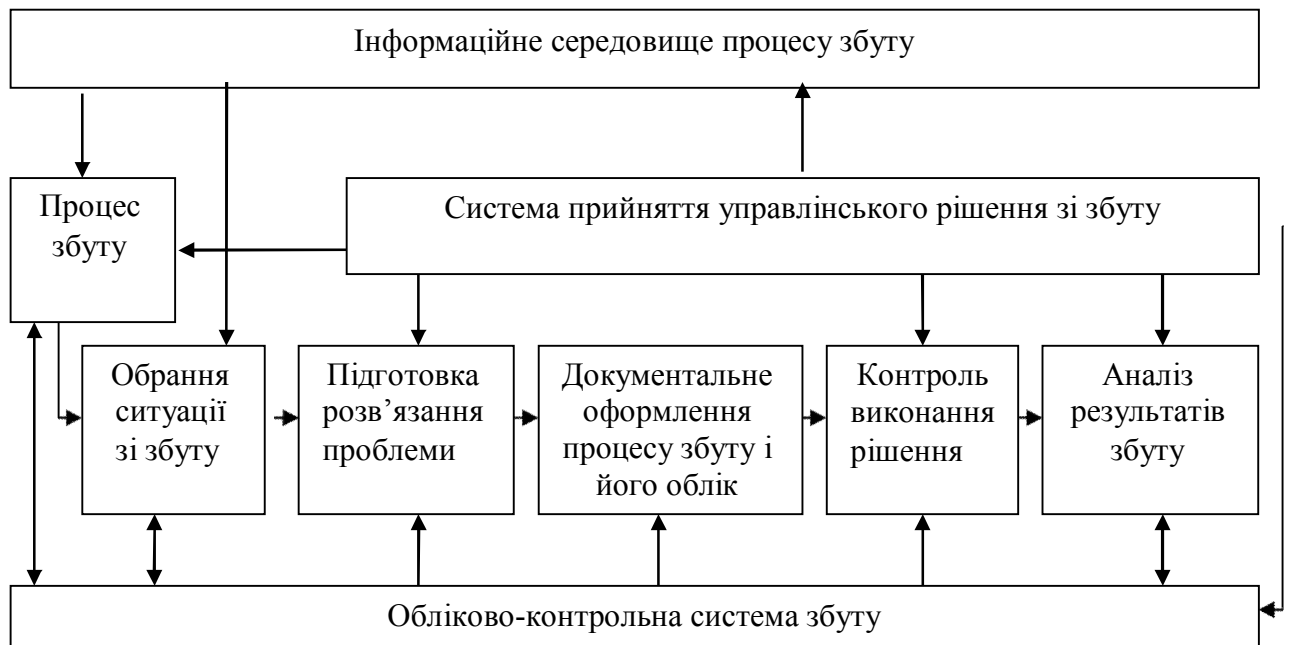 Інформаційне середовище процесу збуту
Процес
збуту
Система прийняття управлінського рішення зі збуту
Обрання
ситуації
зі збуту
Підготовка
розв’язання
проблеми
Документальне
оформлення
процесу збуту і
його облік
Контроль
виконання
рішення
Аналіз
результатів
збуту
Обліково-контрольна система збуту